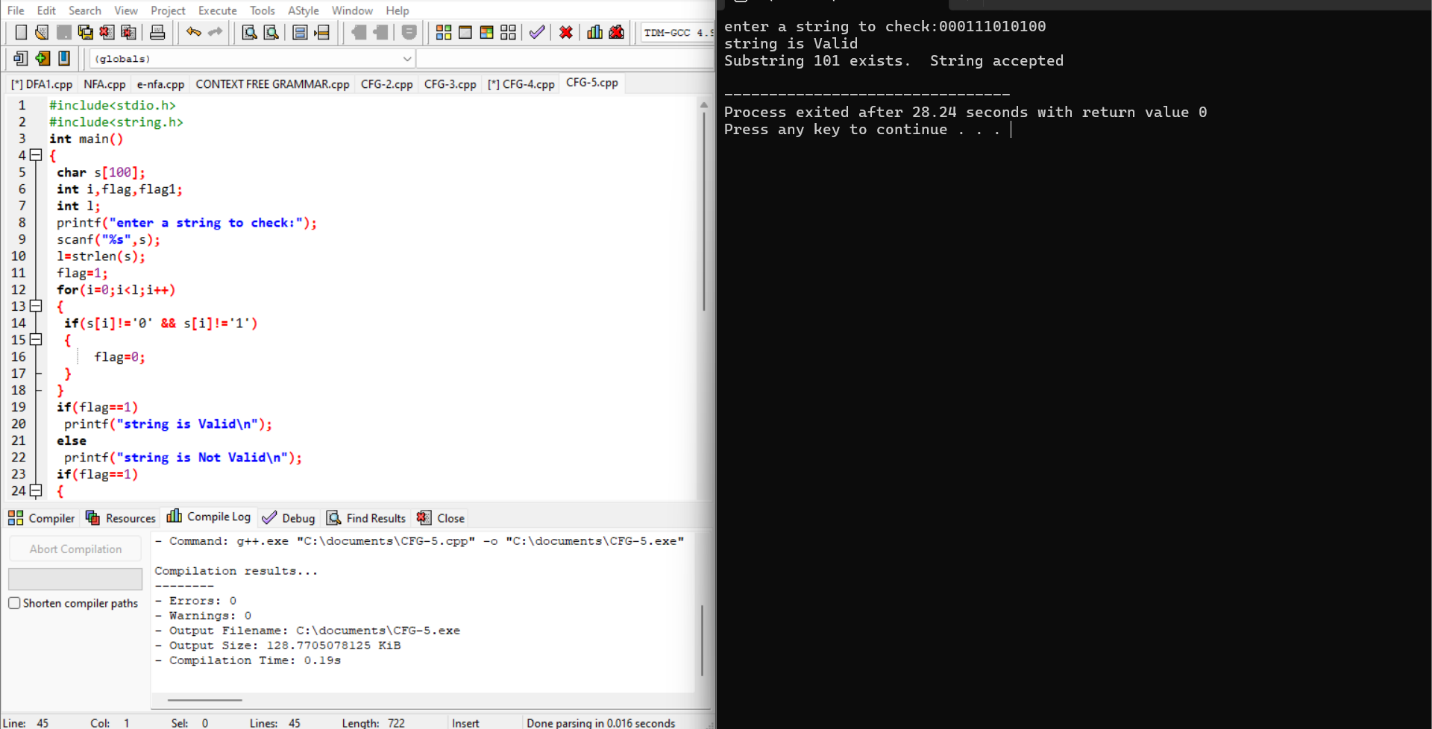 File Edit Search View Project Execute Tools AStyle Window Help
TDM-GCC 4.9
(globals)
[*] DFA1.cpp NFA.cpp e-nfa.cpp CONTEXT FREE GRAMMAR.cpp CFG-2.cpp CFG-3.cpp [*] CFG-4.cpp CFG-5.cpp
1 #include<stdio.h>
2 #include<string.h>
3 int main()
4 {
5 char s[100];
6 int i,flag,flag1;
7 int l;
8 printf("enter a string to check:");
9 scanf("%s",s);
10 l=strlen(s);
11 flag=1;
12 for(i=0;i<l;i++)
13 {
14 if(s[i]!='0' && s[i]!='1')
15 {
16 flag=0;
17 }
18 }
19 if(flag==1)
20 printf("string is Valid\n");
21 else
22 printf("string is Not Valid\n");
23 if(flag==1)
24 {
Compiler Resources Compile Log Debug Find Results Close
Abort Compilation
Shorten compiler paths
- Command: g++.exe "C:\documents\CFG-5.cpp" -o "C:\documents\CFG-5.exe"
Compilation results...
--------
- Errors: 0
- Warnings: 0
- Output Filename: C:\documents\CFG-5.exe
- Output Size: 128.7705078125 KiB
- Compilation Time: 0.19s
Line: 45 Col: 1 Sel: 0 Lines: 45 Length: 722 Insert Done parsing in 0.016 seconds
enter a string to check:000111010100
string is Valid
Substring 101 exists.  String accepted
--------------------------------
Process exited after 28.24 seconds with return value 0
Press any key to continue . . .